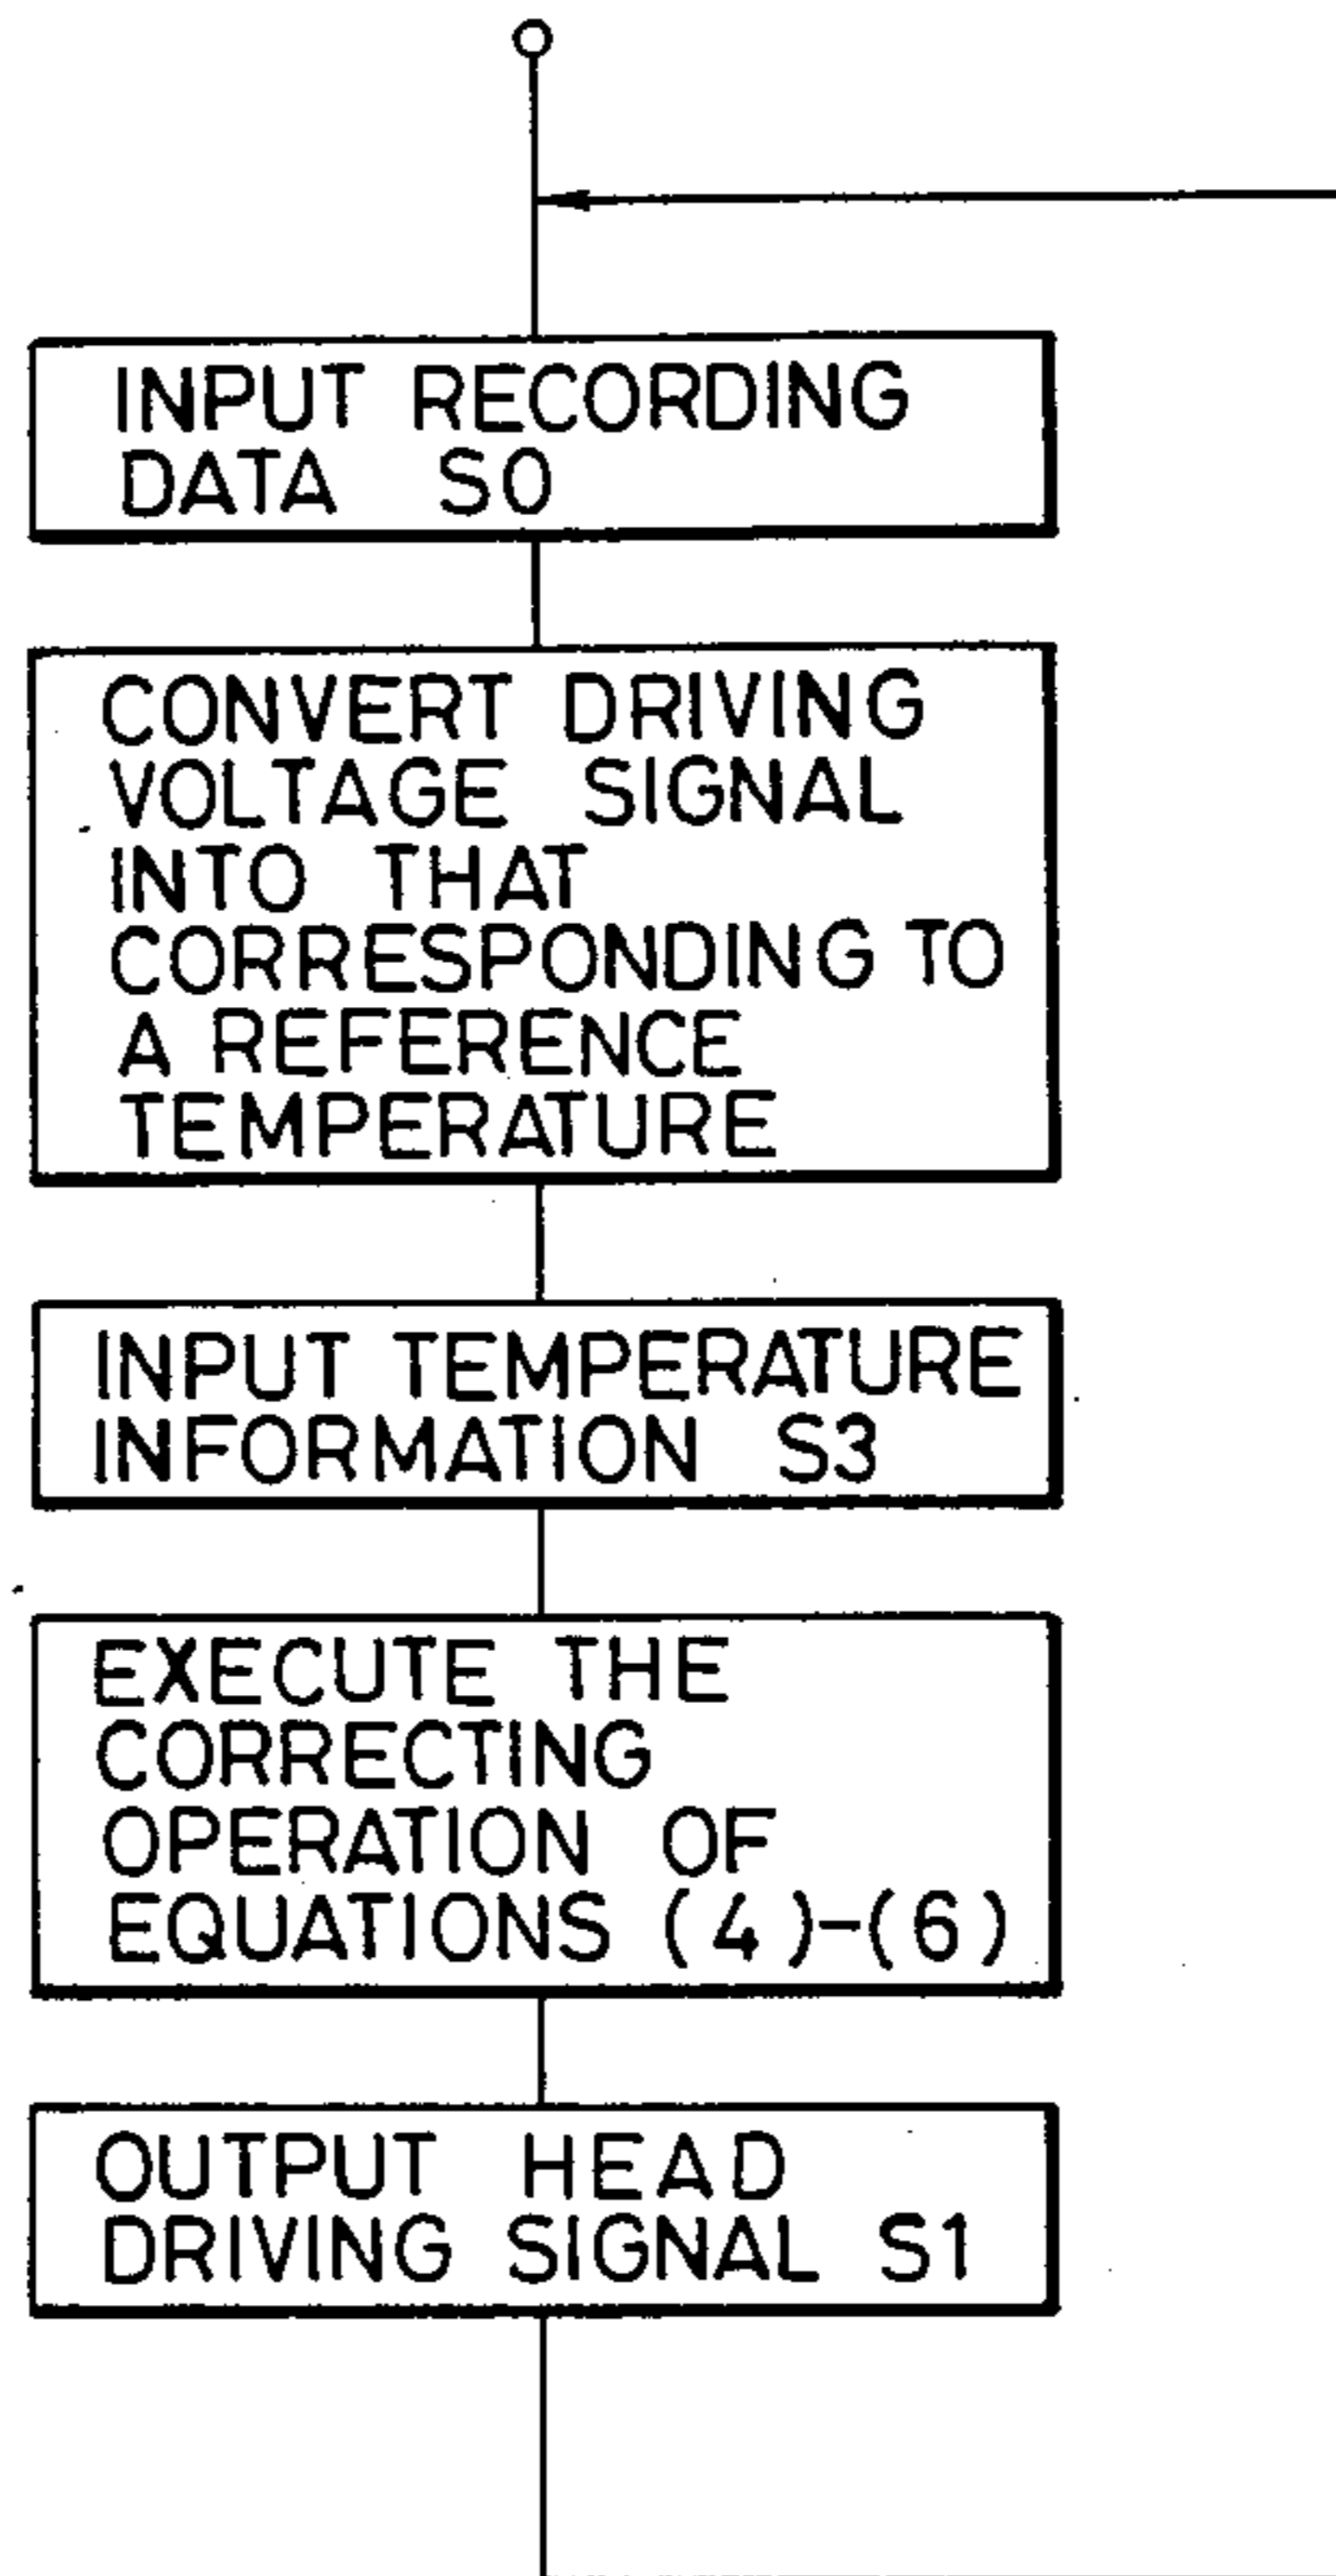 INPUT RECORDING
DATA S0
CONVERT DRIVING
VOLTAGE SIGNAL
INTO THAT
CORRESPONDING TO
A REFERENCE
TEMPERATURE
INPUT TEMPERATURE
INFORMATION S3
EXECUTE THE
CORRECTING
OPERATION OF
EQUATIONS (4)-(6)
OUTPUT HEAD
DRIVING SIGNAL S1